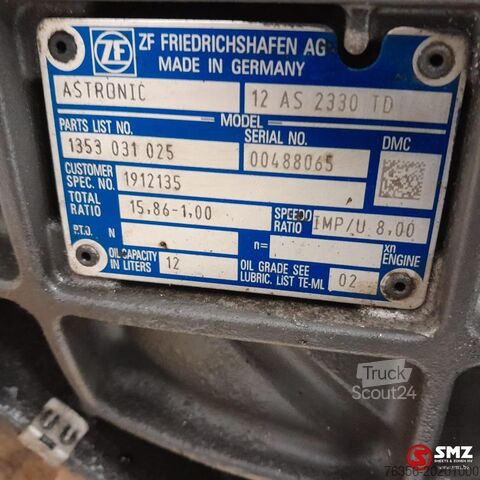 ZF FRIEDRICHSHAFEN AG
MADE IN GERMANY
ASTRONIC 12 AS 2330 TD
MODEL
PARTS LIST NO. 1353 031 025 SERIAL NO. 00488065 DMC
CUSTOMER SPEC. NO. 1912135
TOTAL RATIO 15,86-1,00 SPEEDO RATIO IMP/U 8,00
P.T.O. N n= xn ENGINE
OIL CAPACITY IN LITERS 12 OIL GRADE SEE LUBRIC. LIST TE-ML 02
Truck
Scout24
SMZ